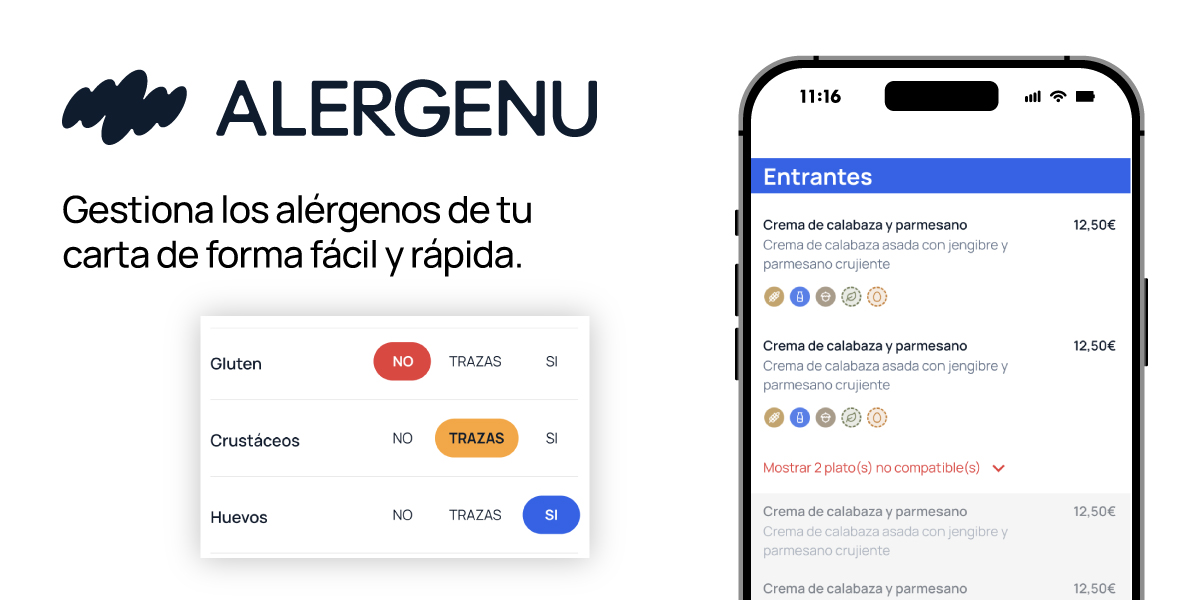 ALERGENU
Gestiona los alérgenos de tu
carta de forma fácil y rápida.
Gluten NO TRAZAS SI
Crustáceos NO TRAZAS SI
Huevos NO TRAZAS SI
11:16
Entrantes
Crema de calabaza y parmesano 12,50€
Crema de calabaza asada con jengibre y
parmesano crujiente
Crema de calabaza y parmesano 12,50€
Crema de calabaza asada con jengibre y
parmesano crujiente
Mostrar 2 plato(s) no compatible(s)
Crema de calabaza y parmesano 12,50€
Crema de calabaza asada con jengibre y
parmesano crujiente
Crema de calabaza y parmesano 12,50€